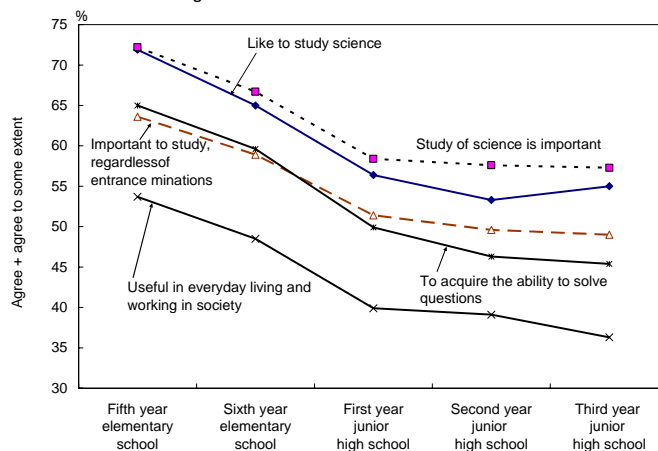 %
75
70
65
60
55
50
45
40
35
30
Agree + agree to some extent
Like to study science
Study of science is important
Important to study,
regardlessof
entrance minations
Useful in everyday living and
working in society
To acquire the ability to solve
questions
Fifth year
elementary
school
Sixth year
elementary
school
First year
junior
high school
Second year
junior
high school
Third year
junior
high school